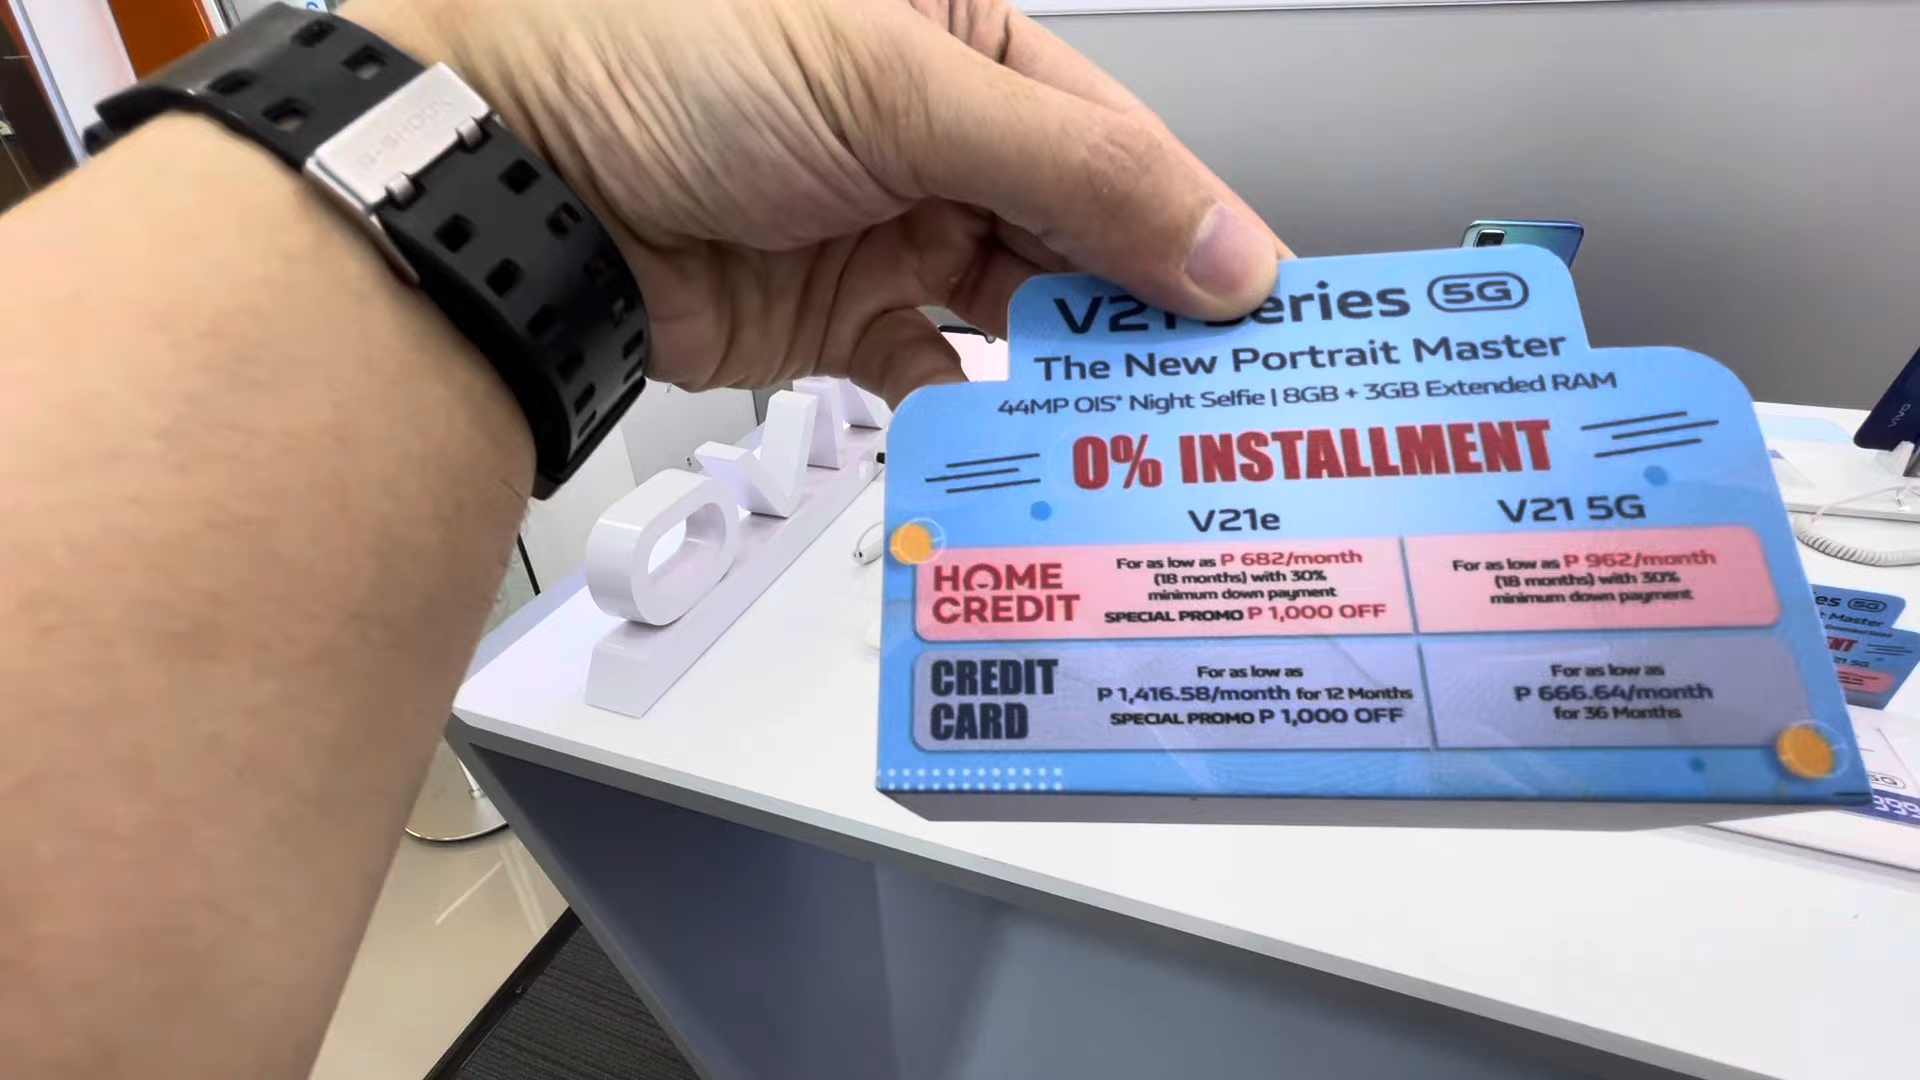 V21 Series 5G
The New Portrait Master
44MP OIS* Night Selfie | 8GB + 3GB Extended RAM
0% INSTALLMENT
V21e
V21 5G
HOME
CREDIT
For as low as P 682/month
(18 months) with 30%
minimum down payment
SPECIAL PROMO P 1,000 OFF
For as low as P 962/month
(18 months) with 30%
minimum down payment
CREDIT
CARD
For as low as
P 1,416.58/month for 12 Months
SPECIAL PROMO P 1,000 OFF
For as low as
P 666.64/month
for 36 Months
vivo
5G
Master